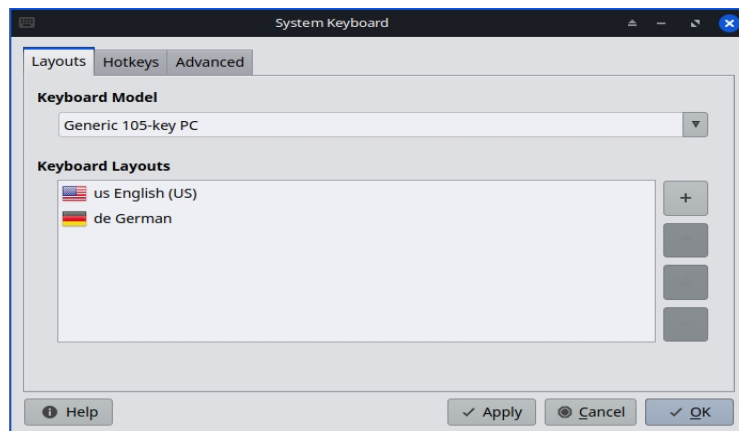 System Keyboard
Layouts Hotkeys Advanced
Keyboard Model
Generic 105-key PC
Keyboard Layouts
us English (US)
de German
+
Help Apply Cancel OK